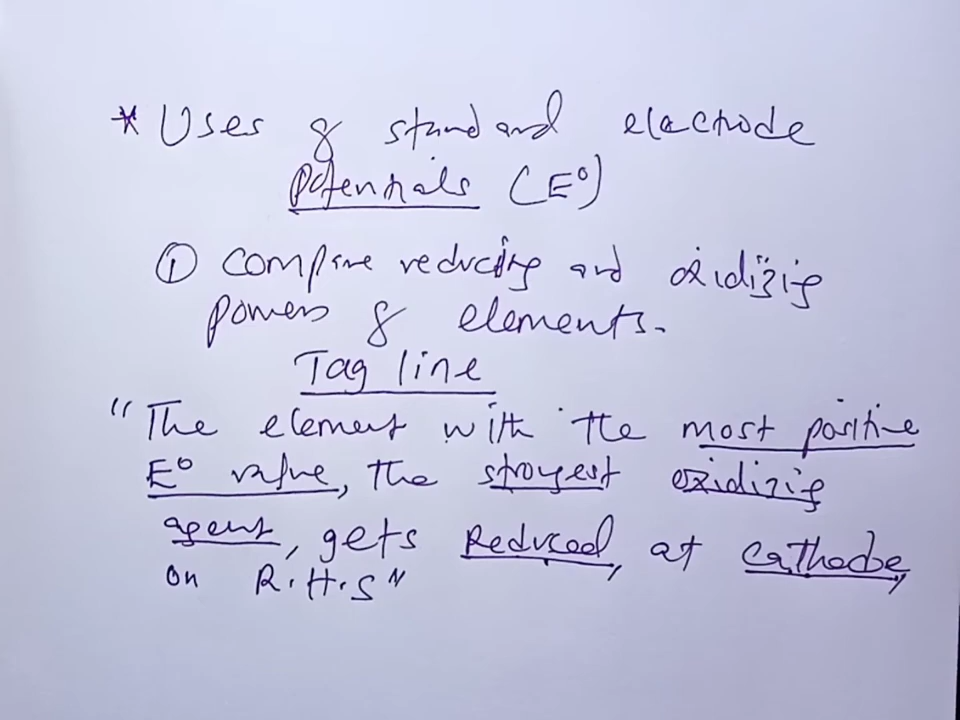 * Uses of standard electrode
potentials (E°)
① Compare reducing and oxidizing
powers of elements.
Tag line
"The element with the most positive
E° value, the strongest oxidizing
agent, gets Reduced, at cathode,
on R.H.S"